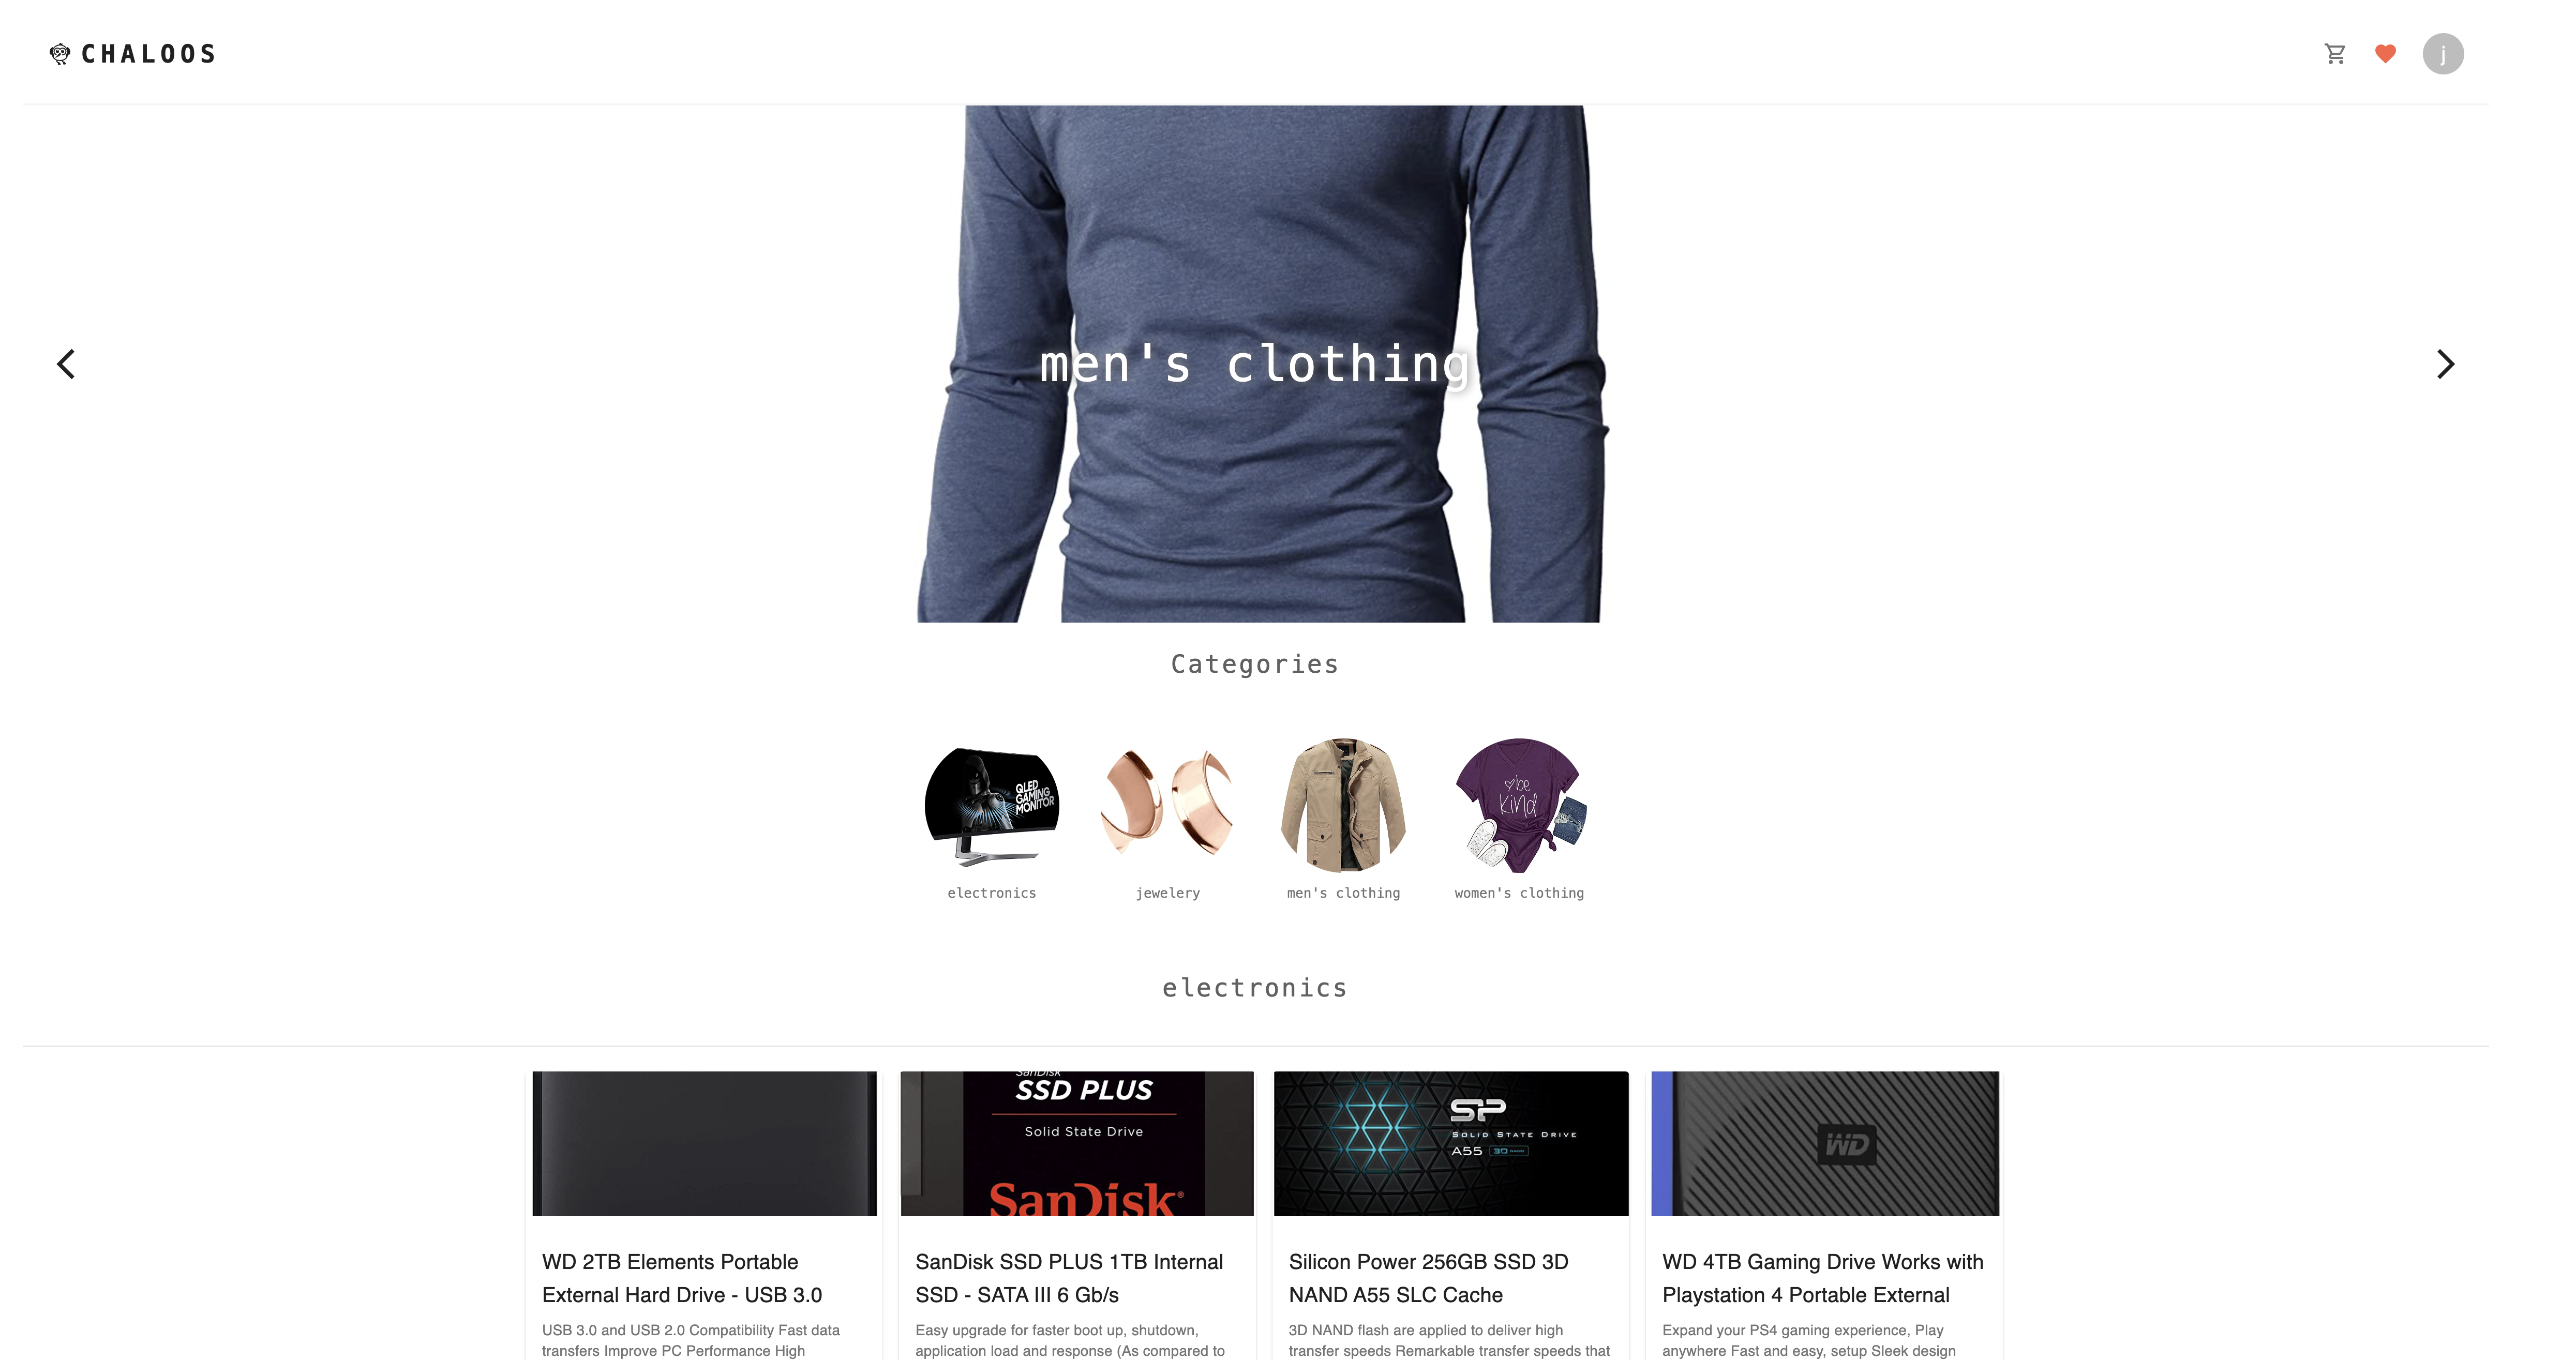 CHALOOS
j
men's clothing
Categories
QLED
GAMING
MONITOR
be
kind
electronics
jewelery
men's clothing
women's clothing
electronics
SanDisk
SSD PLUS
Solid State Drive
SanDisk®
SP
SOLID STATE DRIVE
A55
WD
WD 2TB Elements Portable
External Hard Drive - USB 3.0
USB 3.0 and USB 2.0 Compatibility Fast data
transfers Improve PC Performance High
SanDisk SSD PLUS 1TB Internal
SSD - SATA III 6 Gb/s
Easy upgrade for faster boot up, shutdown,
application load and response (As compared to
Silicon Power 256GB SSD 3D
NAND A55 SLC Cache
3D NAND flash are applied to deliver high
transfer speeds Remarkable transfer speeds that
WD 4TB Gaming Drive Works with
Playstation 4 Portable External
Expand your PS4 gaming experience, Play
anywhere Fast and easy, setup Sleek design